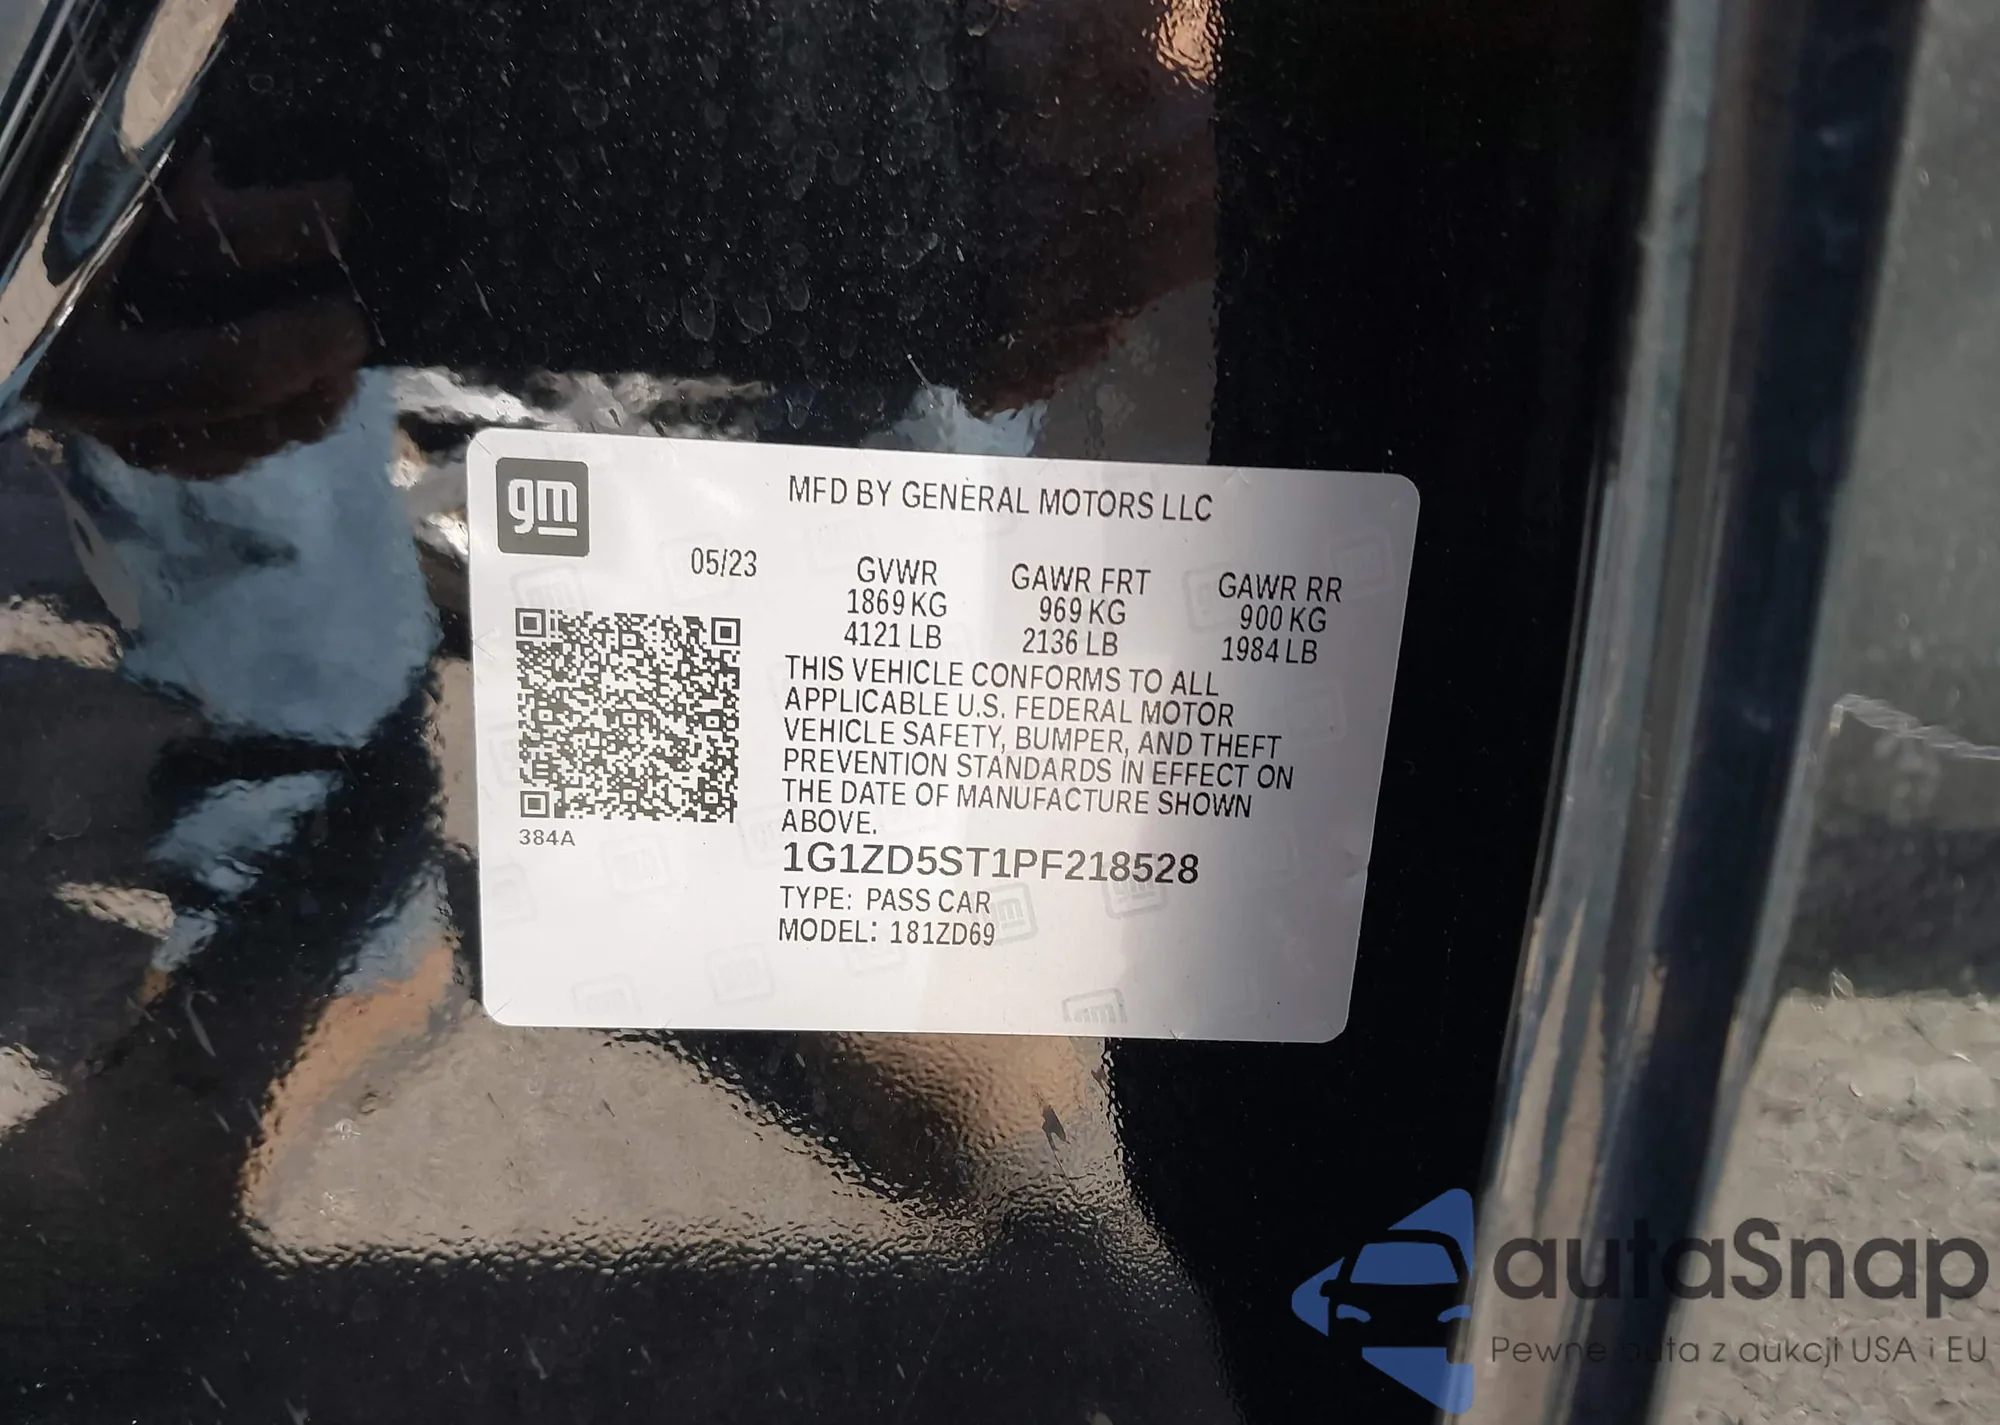 gm
MFD BY GENERAL MOTORS LLC
05/23
GVWR GAWR FRT GAWR RR
1869 KG 969 KG 900 KG
4121 LB 2136 LB 1984 LB
THIS VEHICLE CONFORMS TO ALL
APPLICABLE U.S. FEDERAL MOTOR
VEHICLE SAFETY, BUMPER, AND THEFT
PREVENTION STANDARDS IN EFFECT ON
THE DATE OF MANUFACTURE SHOWN
ABOVE.
384A
1G1ZD5ST1PF218528
TYPE: PASS CAR
MODEL: 181ZD69
autaSnap
Pewne auta z aukcji USA i EU